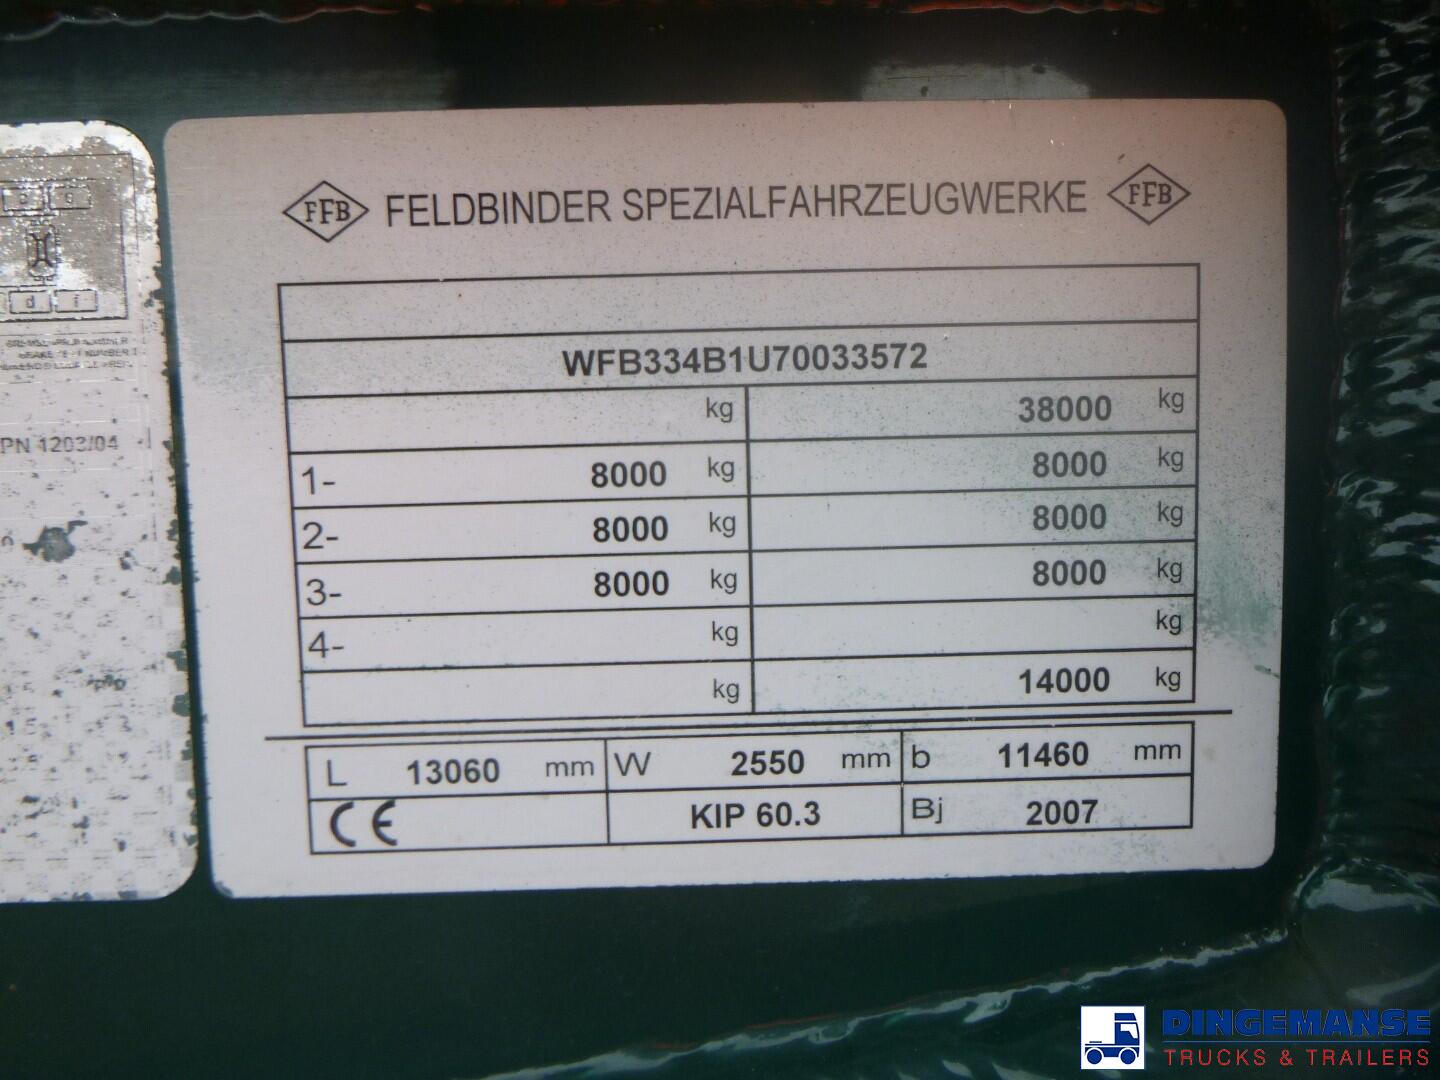 FFB FELDBINDER SPEZIALFAHRZEUGWERKE FFB
WFB334B1U70033572
kg 38000 kg
1- 8000 kg 8000 kg
2- 8000 kg 8000 kg
3- 8000 kg 8000 kg
4- kg kg
kg 14000 kg
L 13060 mm W 2550 mm b 11460 mm
CE KIP 60.3 Bj 2007
d f
PN 1203/04
DINGEMANSE
TRUCKS & TRAILERS